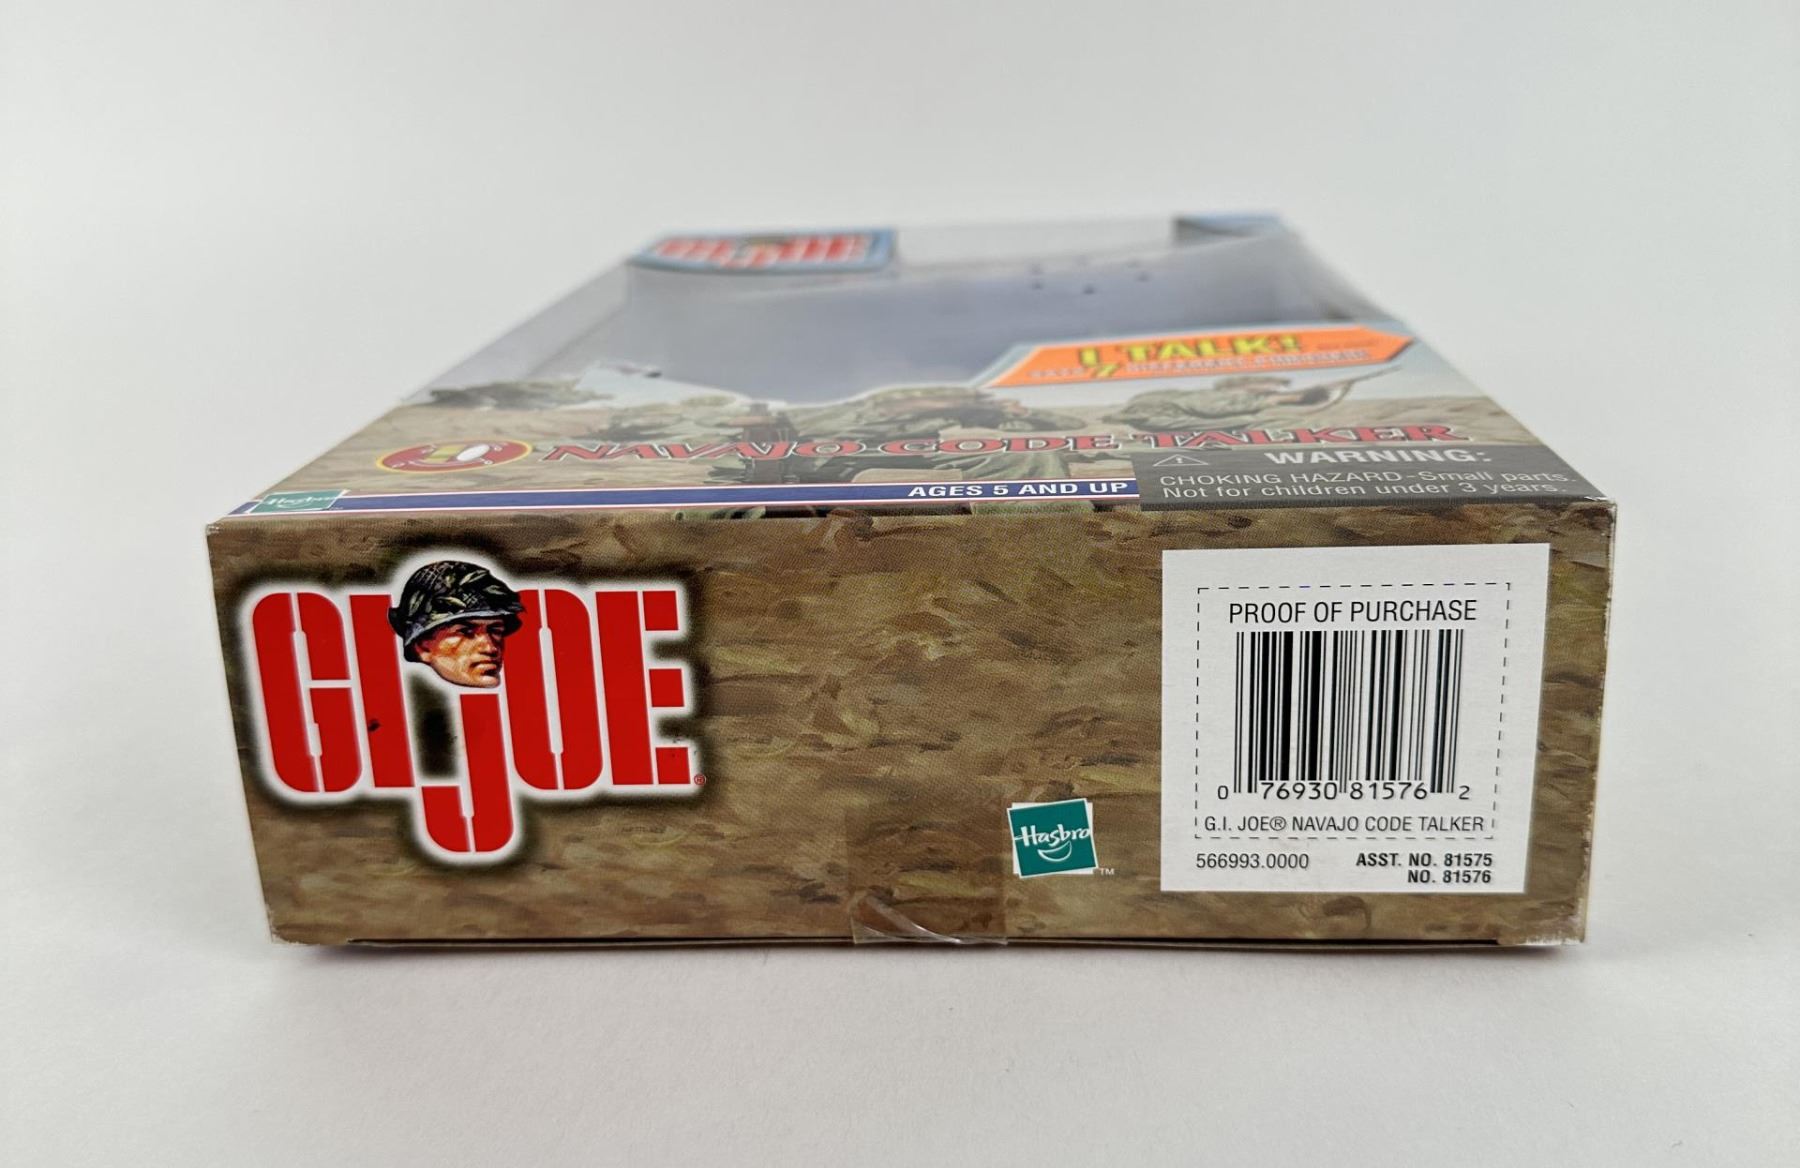 GI JOE
I TALK!
NAVAJO CODE TALKER
WARNING:
CHOKING HAZARD-Small parts.
Not for children under 3 years.
Hasbro
AGES 5 AND UP
GI JOE®
Hasbro™
PROOF OF PURCHASE
0 76930 81576 2
G.I. JOE® NAVAJO CODE TALKER
566993.0000 ASST. NO. 81575
NO. 81576